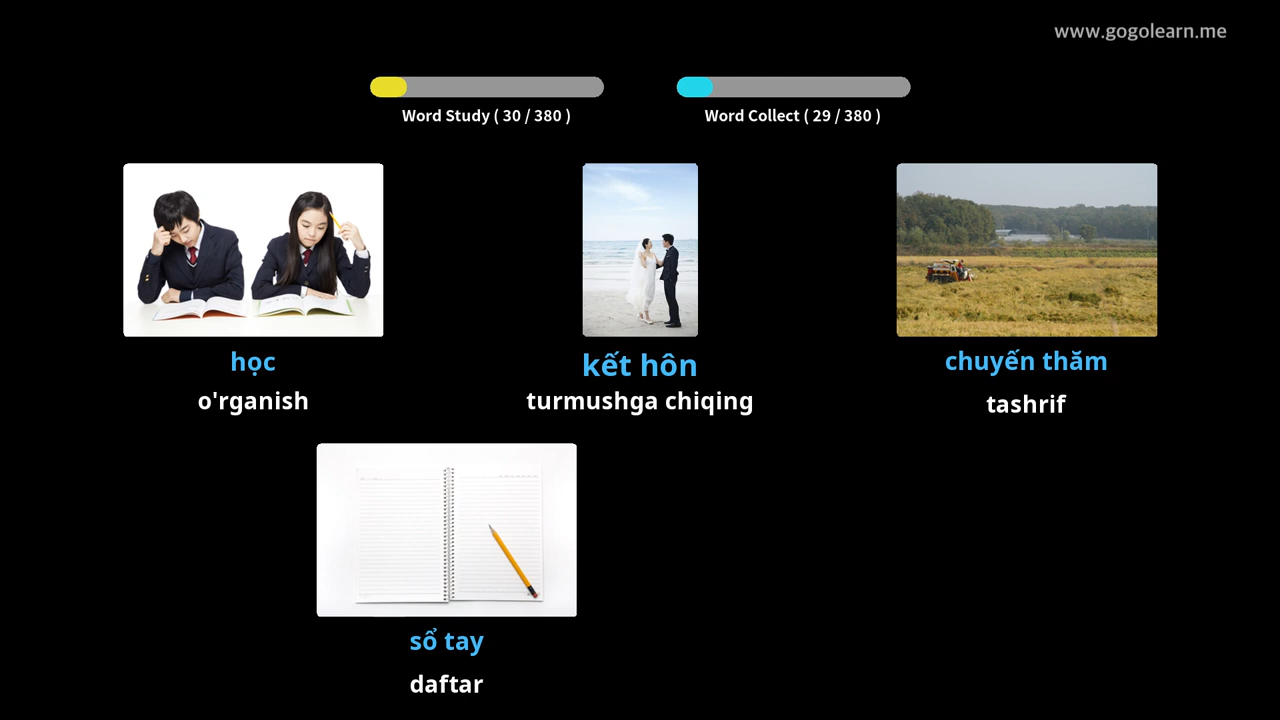 www.gogolearn.me
Word Study ( 30 / 380 )
Word Collect ( 29 / 380 )
học
o'rganish
kết hôn
turmushga chiqing
chuyến thăm
tashrif
sổ tay
daftar